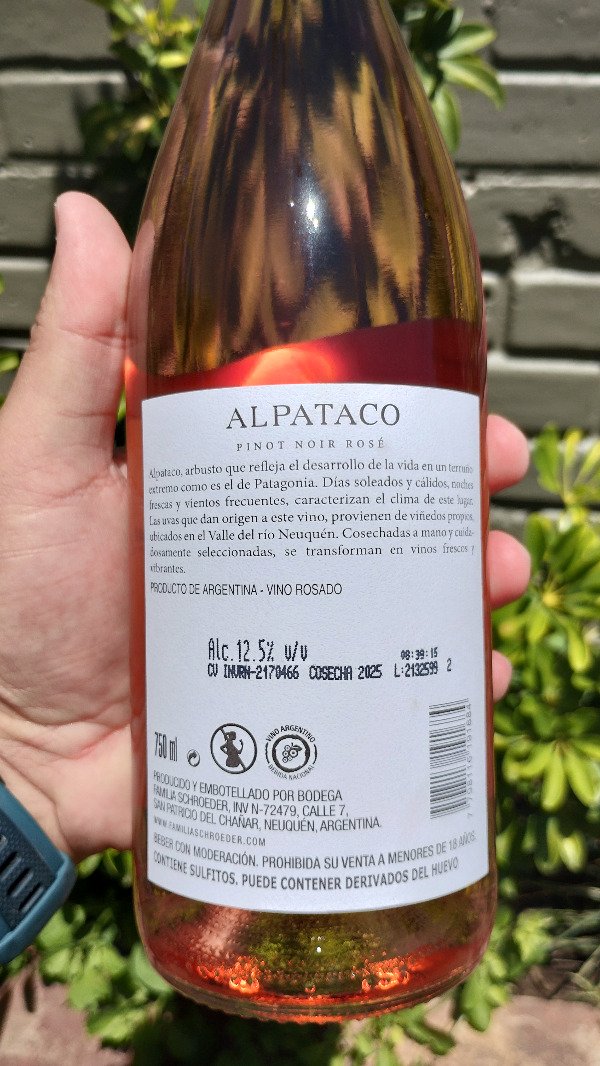 ALPATACO
PINOT NOIR ROSÉ
Alpataco, arbusto que refleja el desarrollo de la vida en un terruño
extremo como es el de Patagonia. Días soleados y cálidos, noches
frescas y vientos frecuentes, caracterizan el clima de este lugar.
Las uvas que dan origen a este vino, provienen de viñedos propios,
ubicados en el Valle del río Neuquén. Cosechadas a mano y cuida-
dosamente seleccionadas, se transforman en vinos frescos y
vibrantes.
PRODUCTO DE ARGENTINA - VINO ROSADO
Alc.12.5% v/v
08:39:15
CV INVRN-2170466 COSECHA 2025 L:2132599 2
750 ml
VINO ARGENTINO
BEBIDA NACIONAL
PRODUCIDO Y EMBOTELLADO POR BODEGA
FAMILIA SCHROEDER, INV N-72479, CALLE 7,
SAN PATRICIO DEL CHAÑAR, NEUQUÉN, ARGENTINA.
WWW.FAMILIASCHROEDER.COM
BEBER CON MODERACIÓN. PROHIBIDA SU VENTA A MENORES DE 18 AÑOS.
CONTIENE SULFITOS. PUEDE CONTENER DERIVADOS DEL HUEVO